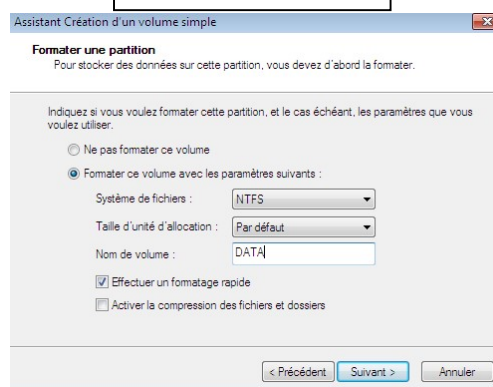 Assistant Création d'un volume simple
Formater une partition
Pour stocker des données sur cette partition, vous devez d'abord la formater.
Indiquez si vous voulez formater cette partition, et le cas échéant, les paramètres que vous
voulez utiliser.
Ne pas formater ce volume
Formater ce volume avec les paramètres suivants :
Système de fichiers : NTFS
Taille d'unité d'allocation : Par défaut
Nom de volume : DATA
Effectuer un formatage rapide
Activer la compression des fichiers et dossiers
< Précédent Suivant > Annuler